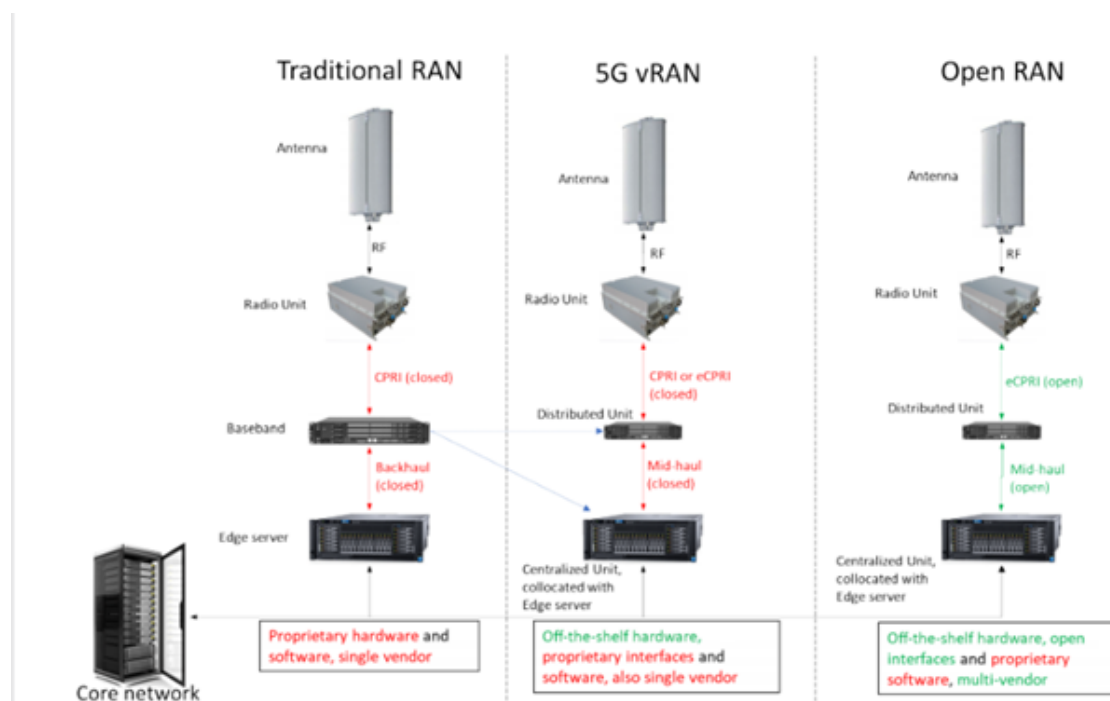 Traditional RAN
5G vRAN
Open RAN
Antenna
Antenna
Antenna
RF
RF
RF
Radio Unit
Radio Unit
Radio Unit
CPRI (closed)
CPRI or eCPRI
(closed)
eCPRI (open)
Baseband
Distributed Unit
Distributed Unit
Backhaul
(closed)
Mid-haul
(closed)
Mid-haul
(open)
Edge server
Centralized Unit,
collocated with
Edge server
Centralized Unit,
collocated with
Edge server
Proprietary hardware and
software, single vendor
Off-the-shelf hardware,
proprietary interfaces and
software, also single vendor
Off-the-shelf hardware, open
interfaces and proprietary
software, multi-vendor
Core network